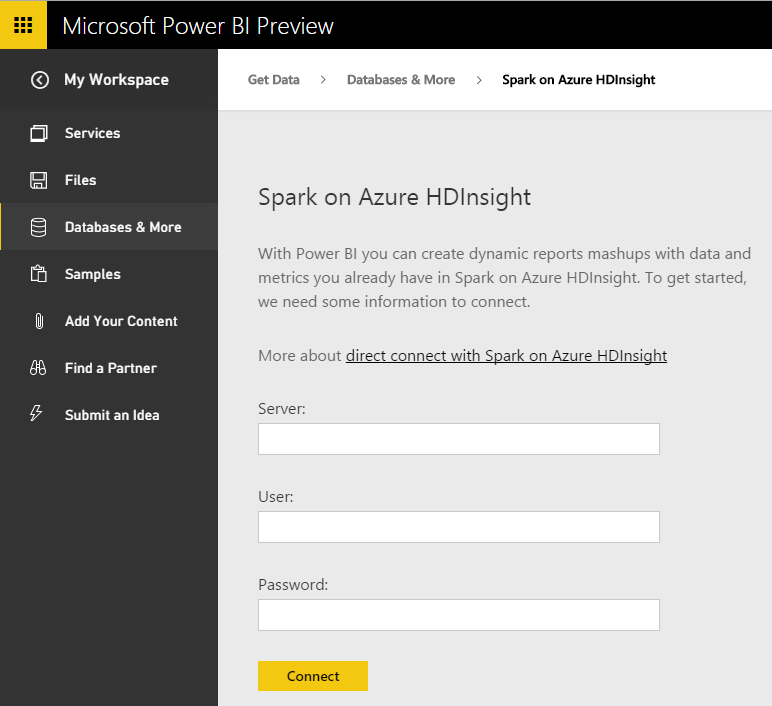 Microsoft Power BI Preview
My Workspace
Services
Files
Databases & More
Samples
Add Your Content
Find a Partner
Submit an Idea
Get Data > Databases & More > Spark on Azure HDInsight
Spark on Azure HDInsight
With Power BI you can create dynamic reports mashups with data and
metrics you already have in Spark on Azure HDInsight. To get started,
we need some information to connect.
More about direct connect with Spark on Azure HDInsight
Server:
User:
Password:
Connect